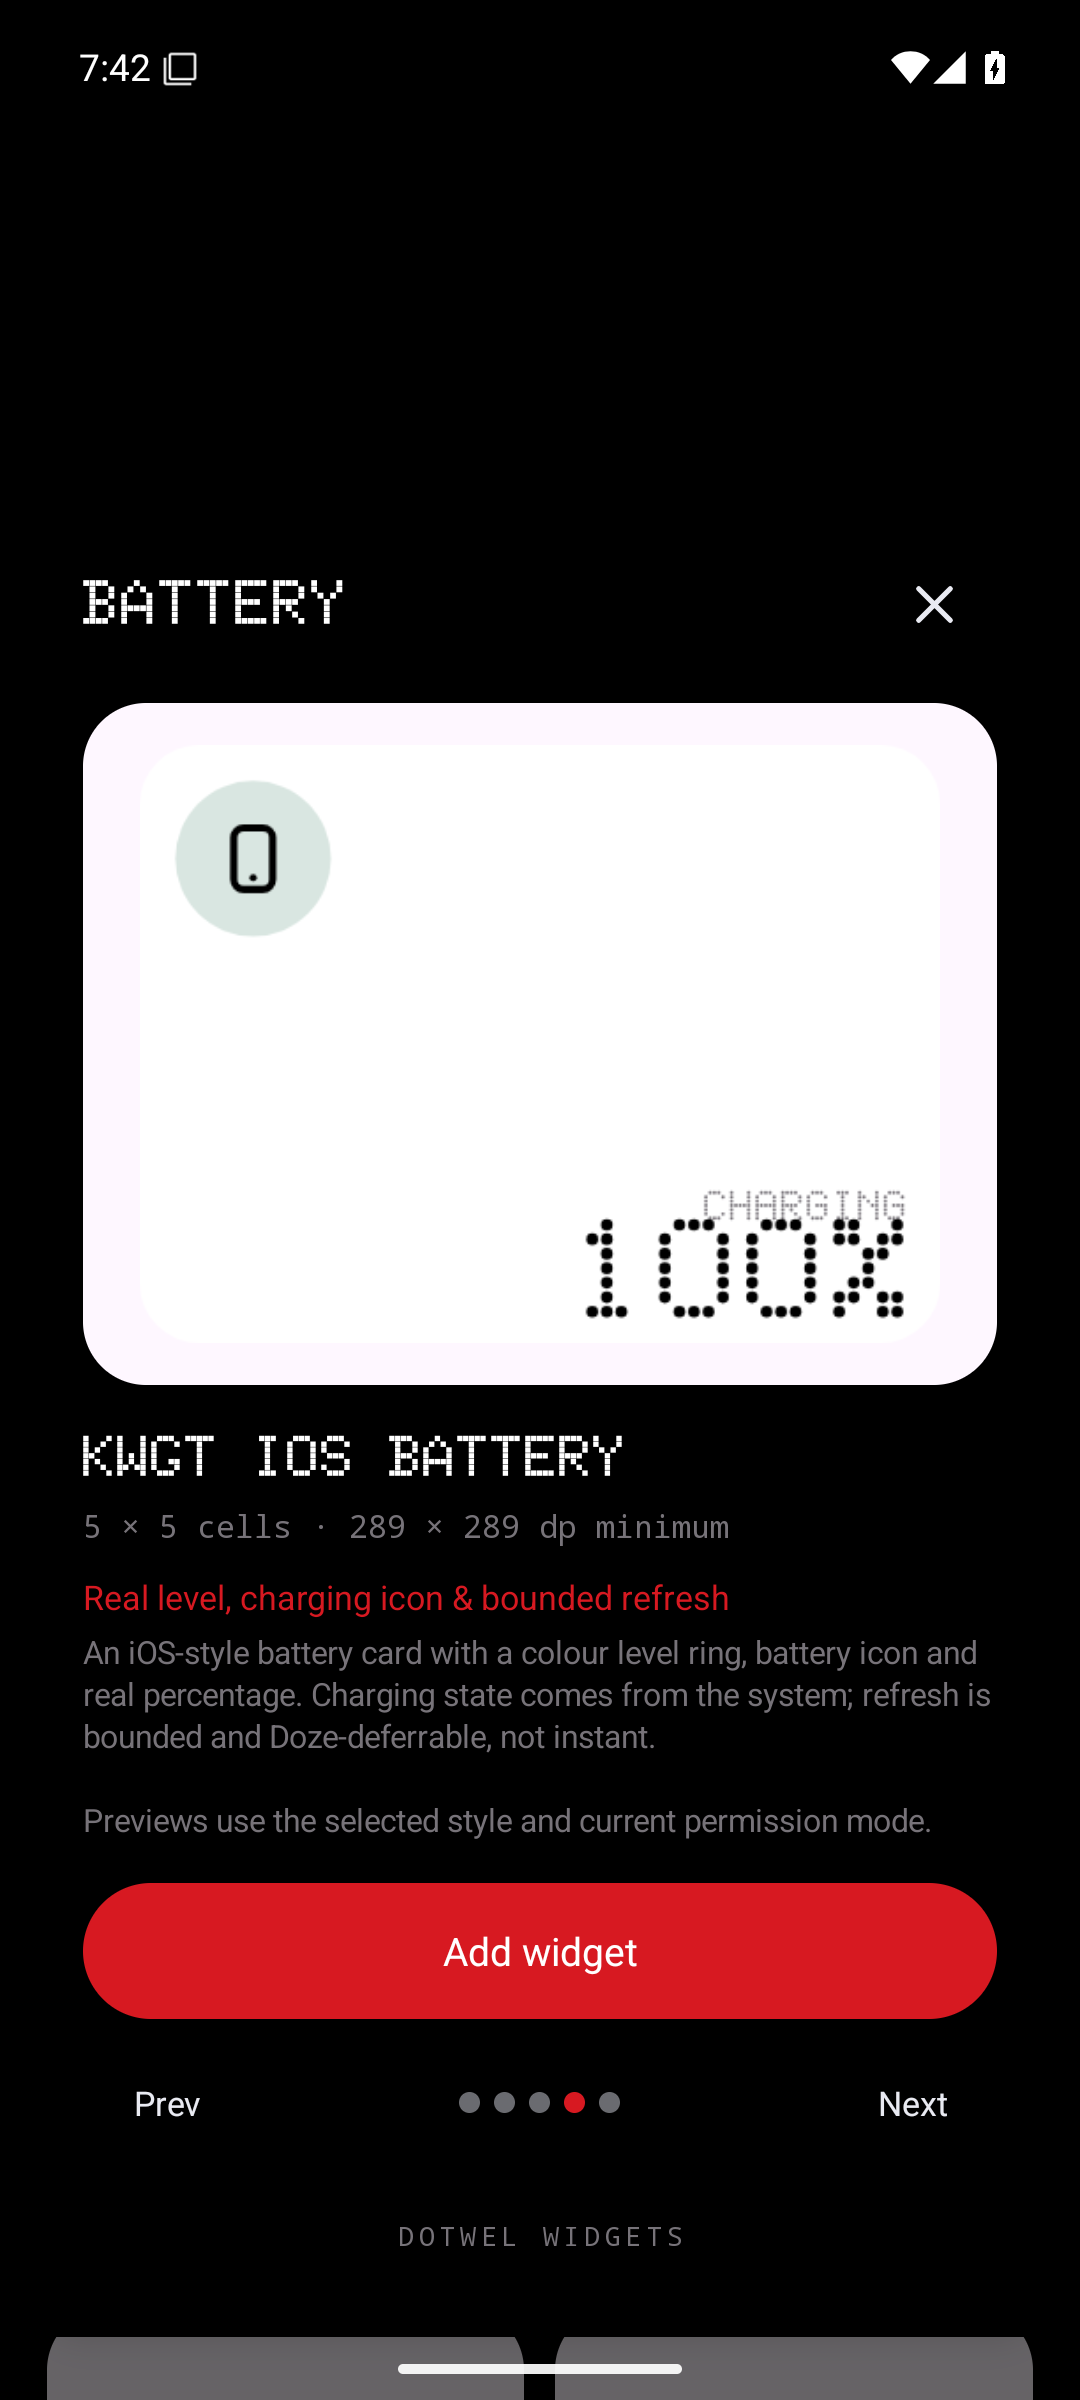 7:42
BATTERY
CHARGING
100%
KWGT IOS BATTERY
5 × 5 cells · 289 × 289 dp minimum
Real level, charging icon & bounded refresh
An iOS-style battery card with a colour level ring, battery icon and
real percentage. Charging state comes from the system; refresh is
bounded and Doze-deferrable, not instant.
Previews use the selected style and current permission mode.
Add widget
Prev
Next
DOTWEL WIDGETS